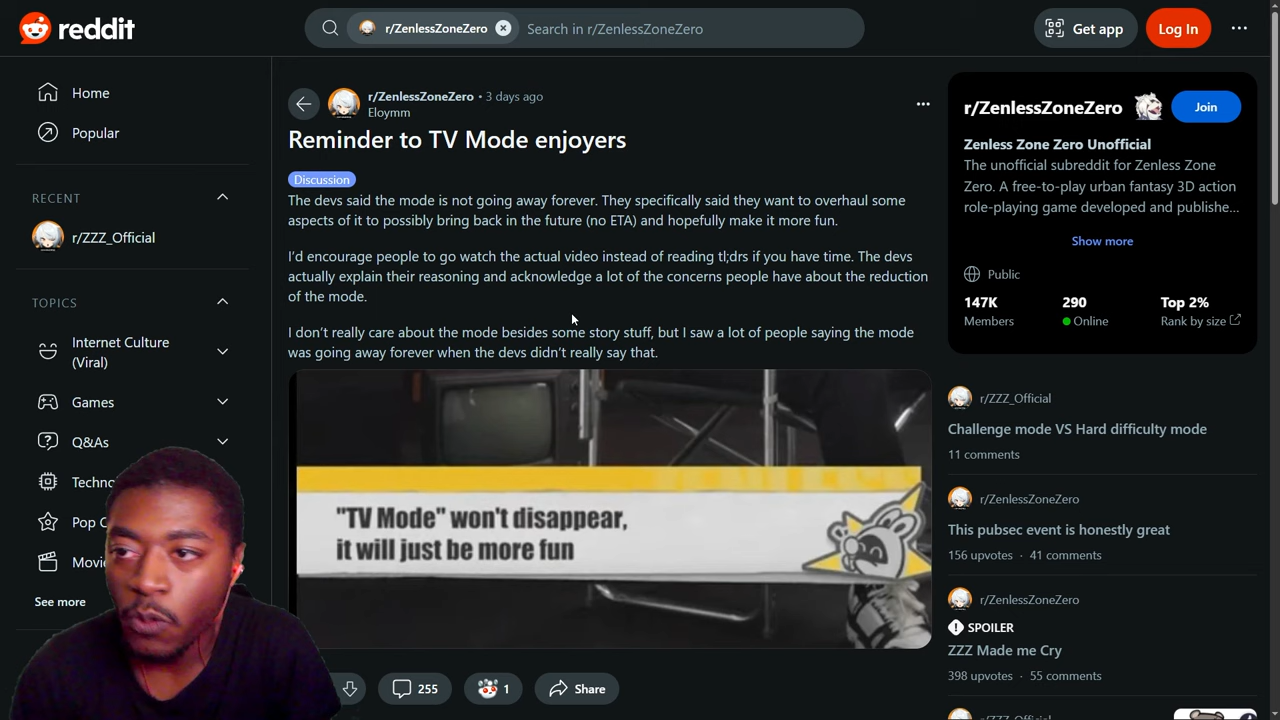 reddit
r/ZenlessZoneZero
Search in r/ZenlessZoneZero
Get app
Log In
Home
Popular
RECENT
r/ZZZ_Official
TOPICS
Internet Culture
(Viral)
Games
Q&As
Techno
Pop C
Movie
See more
r/ZenlessZoneZero • 3 days ago
Eloymm
Reminder to TV Mode enjoyers
Discussion
The devs said the mode is not going away forever. They specifically said they want to overhaul some
aspects of it to possibly bring back in the future (no ETA) and hopefully make it more fun.
I'd encourage people to go watch the actual video instead of reading tl;drs if you have time. The devs
actually explain their reasoning and acknowledge a lot of the concerns people have about the reduction
of the mode.
I don't really care about the mode besides some story stuff, but I saw a lot of people saying the mode
was going away forever when the devs didn't really say that.
"TV Mode" won't disappear,
it will just be more fun
255
1
Share
r/ZenlessZoneZero
Join
Zenless Zone Zero Unofficial
The unofficial subreddit for Zenless Zone
Zero. A free-to-play urban fantasy 3D action
role-playing game developed and publishe...
Show more
Public
147K
290
Top 2%
Members
Online
Rank by size
r/ZZZ_Official
Challenge mode VS Hard difficulty mode
11 comments
r/ZenlessZoneZero
This pubsec event is honestly great
156 upvotes · 41 comments
r/ZenlessZoneZero
SPOILER
ZZZ Made me Cry
398 upvotes · 55 comments
r/ZZZ_Official